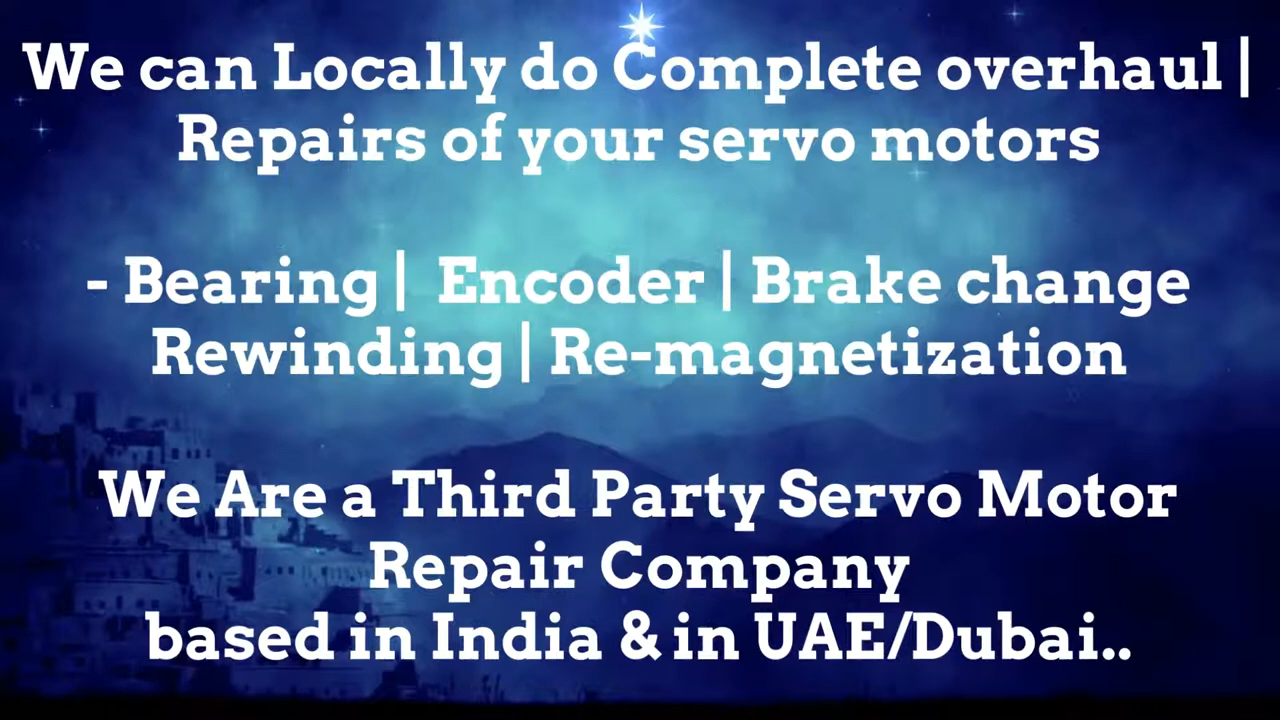 We can Locally do Complete overhaul |
Repairs of your servo motors
- Bearing | Encoder | Brake change
Rewinding | Re-magnetization
We Are a Third Party Servo Motor
Repair Company
based in India & in UAE/Dubai..